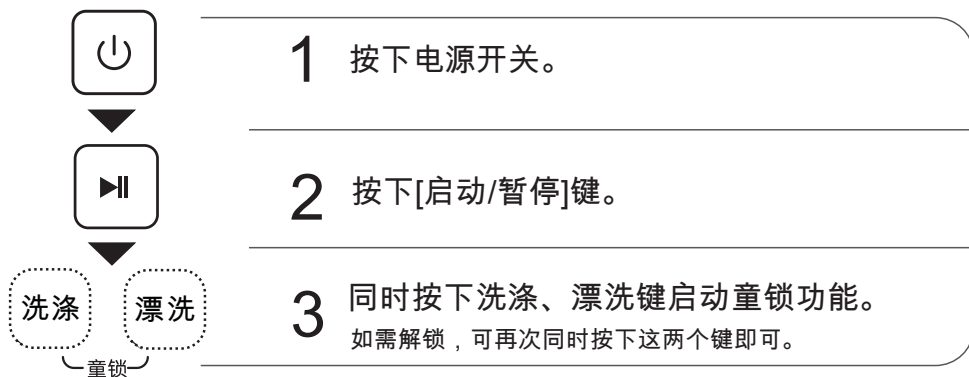 1 按下电源开关。
2 按下[启动/暂停]键。
洗涤 漂洗
童锁
3 同时按下洗涤、漂洗键启动童锁功能。
如需解锁，可再次同时按下这两个键即可。